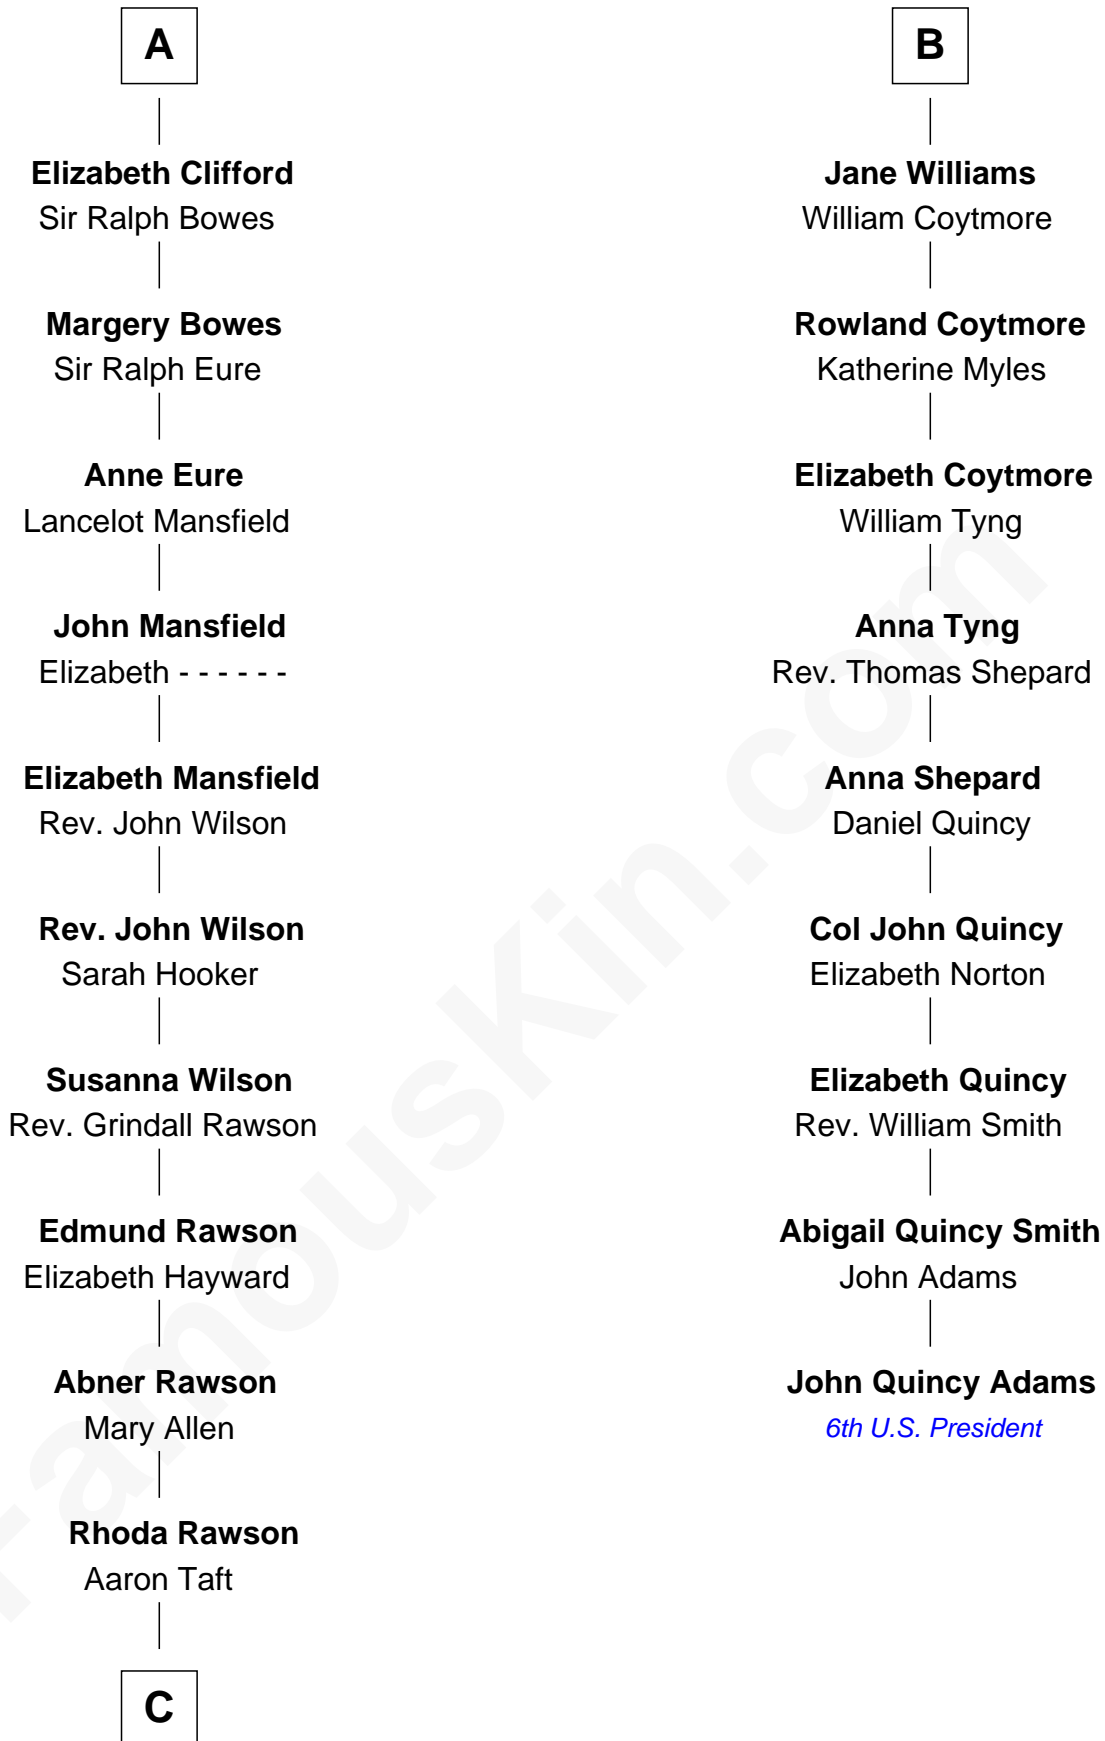 A
Elizabeth Clifford
Sir Ralph Bowes
Margery Bowes
Sir Ralph Eure
Anne Eure
Lancelot Mansfield
John Mansfield
Elizabeth - - - - - -
Elizabeth Mansfield
Rev. John Wilson
Rev. John Wilson
Sarah Hooker
Susanna Wilson
Rev. Grindall Rawson
Edmund Rawson
Elizabeth Hayward
Abner Rawson
Mary Allen
Rhoda Rawson
Aaron Taft
C
B
Jane Williams
William Coytmore
Rowland Coytmore
Katherine Myles
Elizabeth Coytmore
William Tyng
Anna Tyng
Rev. Thomas Shepard
Anna Shepard
Daniel Quincy
Col John Quincy
Elizabeth Norton
Elizabeth Quincy
Rev. William Smith
Abigail Quincy Smith
John Adams
John Quincy Adams
6th U.S. President
FamousKin.com